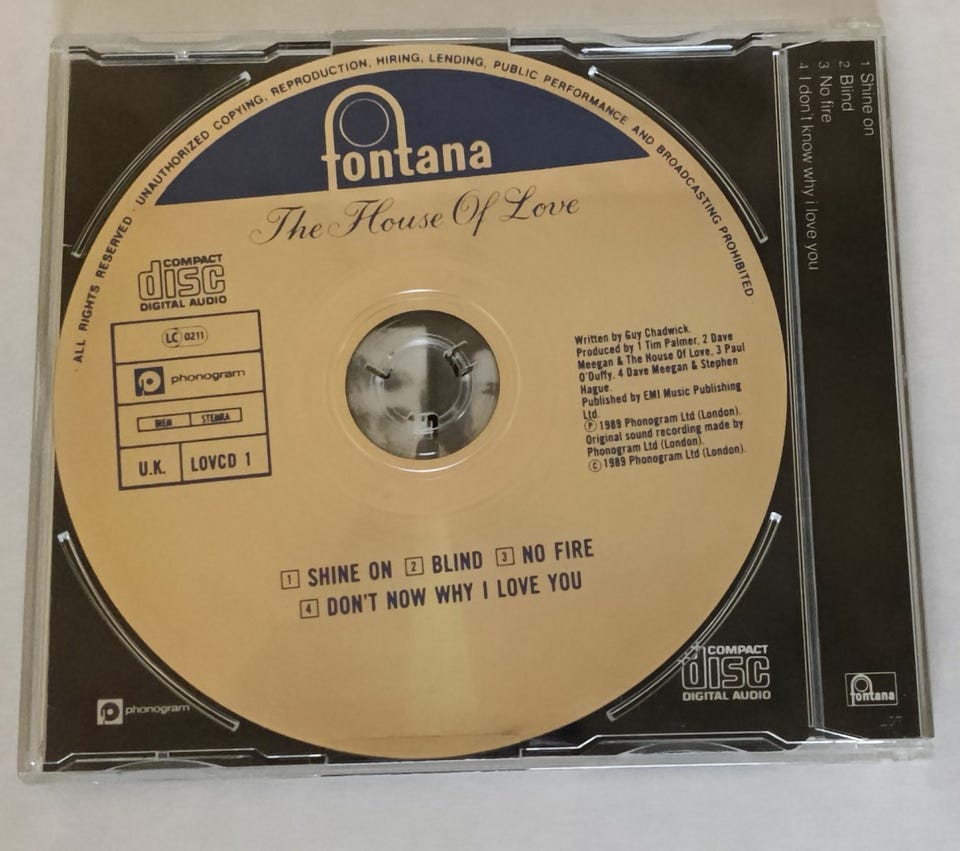 ALL RIGHTS RESERVED · UNAUTHORIZED COPYING, REPRODUCTION, HIRING, LENDING, PUBLIC PERFORMANCE AND BROADCASTING PROHIBITED
fontana
The House Of Love
COMPACT
disc
DIGITAL AUDIO
LC 0211
phonogram
STEMRA
U.K.
LOVCD 1
Written by Guy Chadwick.
Produced by 1 Tim Palmer, 2 Dave
Meegan & The House Of Love, 3 Paul
O'Duffy, 4 Dave Meegan & Stephen
Hague.
Published by EMI Music Publishing
Ltd.
Ⓟ 1989 Phonogram Ltd (London).
Original sound recording made by
Phonogram Ltd (London).
© 1989 Phonogram Ltd (London).
1 SHINE ON 2 BLIND 3 NO FIRE
4 DON'T NOW WHY I LOVE YOU
phonogram
COMPACT
disc
DIGITAL AUDIO
1. Shine on
2 Blind
3 No fire
4 I don't know why i love you
fontana